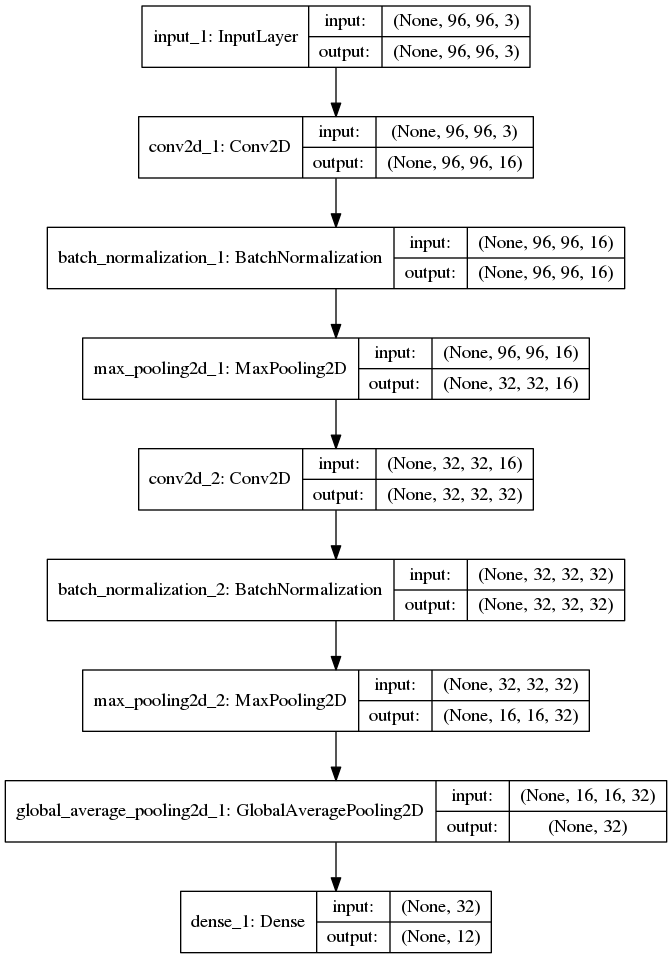 input_1: InputLayer
input: (None, 96, 96, 3)
output: (None, 96, 96, 3)
conv2d_1: Conv2D
input: (None, 96, 96, 3)
output: (None, 96, 96, 16)
batch_normalization_1: BatchNormalization
input: (None, 96, 96, 16)
output: (None, 96, 96, 16)
max_pooling2d_1: MaxPooling2D
input: (None, 96, 96, 16)
output: (None, 32, 32, 16)
conv2d_2: Conv2D
input: (None, 32, 32, 16)
output: (None, 32, 32, 32)
batch_normalization_2: BatchNormalization
input: (None, 32, 32, 32)
output: (None, 32, 32, 32)
max_pooling2d_2: MaxPooling2D
input: (None, 32, 32, 32)
output: (None, 16, 16, 32)
global_average_pooling2d_1: GlobalAveragePooling2D
input: (None, 16, 16, 32)
output: (None, 32)
dense_1: Dense
input: (None, 32)
output: (None, 12)